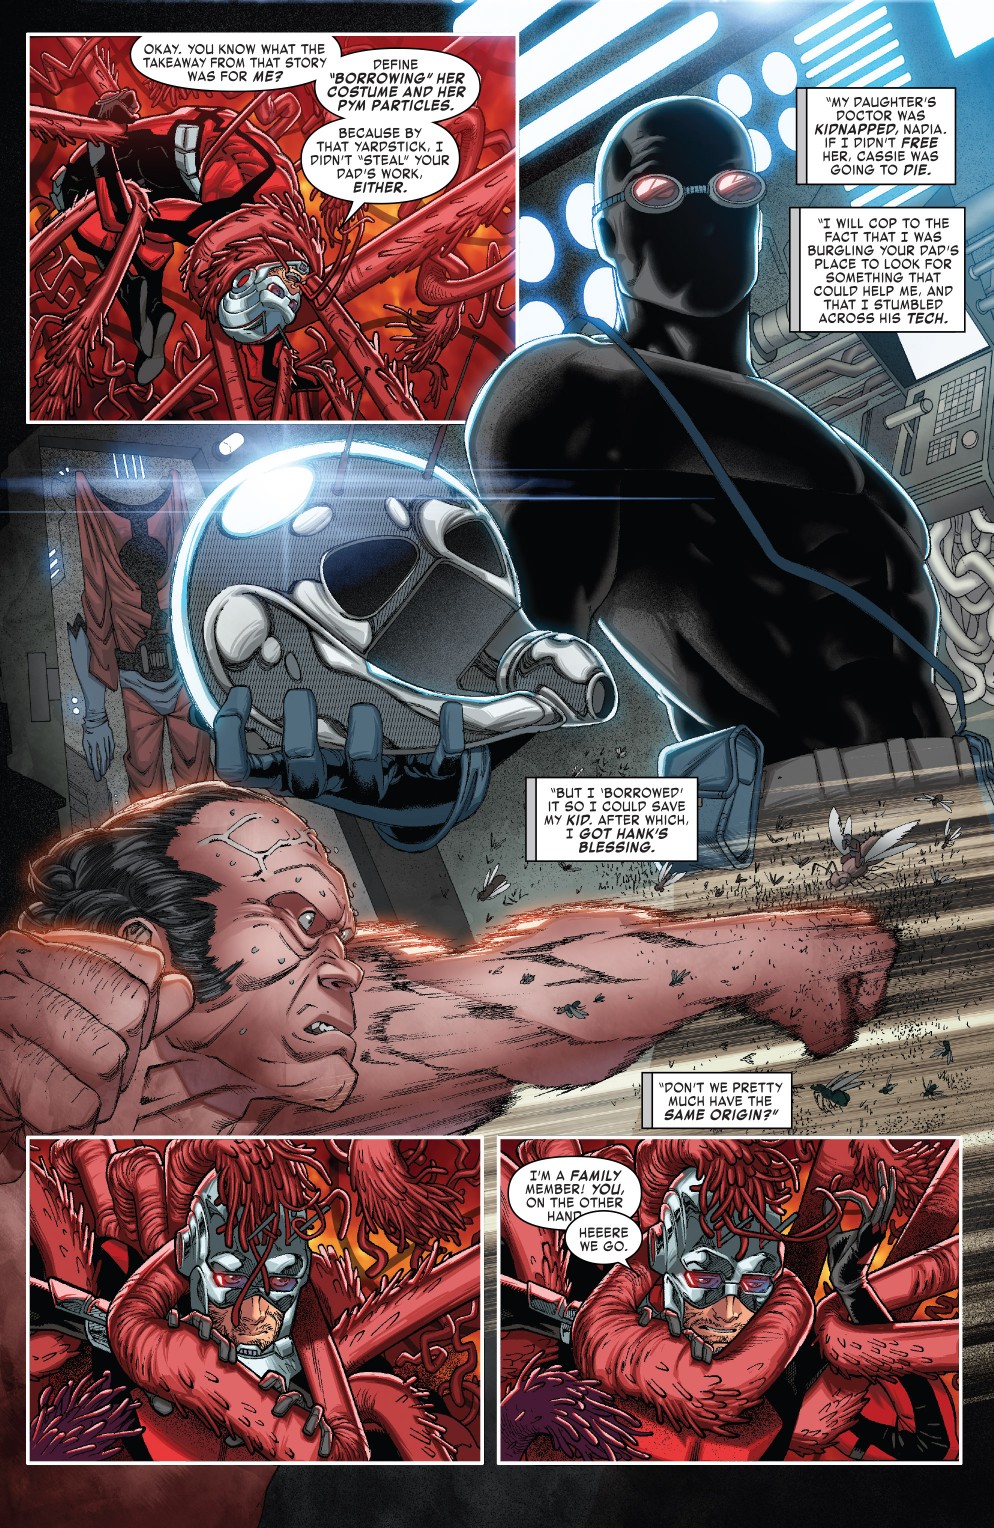 OKAY. YOU KNOW WHAT THE
TAKEAWAY FROM THAT STORY
WAS FOR ME?
DEFINE
"BORROWING" HER
COSTUME AND HER
PYM PARTICLES.
BECAUSE BY
THAT YARDSTICK, I
DIDN'T "STEAL" YOUR
DAD'S WORK,
EITHER.
"MY DAUGHTER'S
DOCTOR WAS
KIDNAPPED, NADIA.
IF I DIDN'T FREE
HER, CASSIE WAS
GOING TO DIE.
"I WILL COP TO THE
FACT THAT I WAS
BURGLING YOUR DAD'S
PLACE TO LOOK FOR
SOMETHING THAT
COULD HELP ME, AND
THAT I STUMBLED
ACROSS HIS TECH.
"BUT I 'BORROWED'
IT SO I COULD SAVE
MY KID. AFTER WHICH,
I GOT HANK'S
BLESSING.
"DON'T WE PRETTY
MUCH HAVE THE
SAME ORIGIN?"
I'M A FAMILY
MEMBER! YOU,
ON THE OTHER
HAND
HEEERE
WE GO.